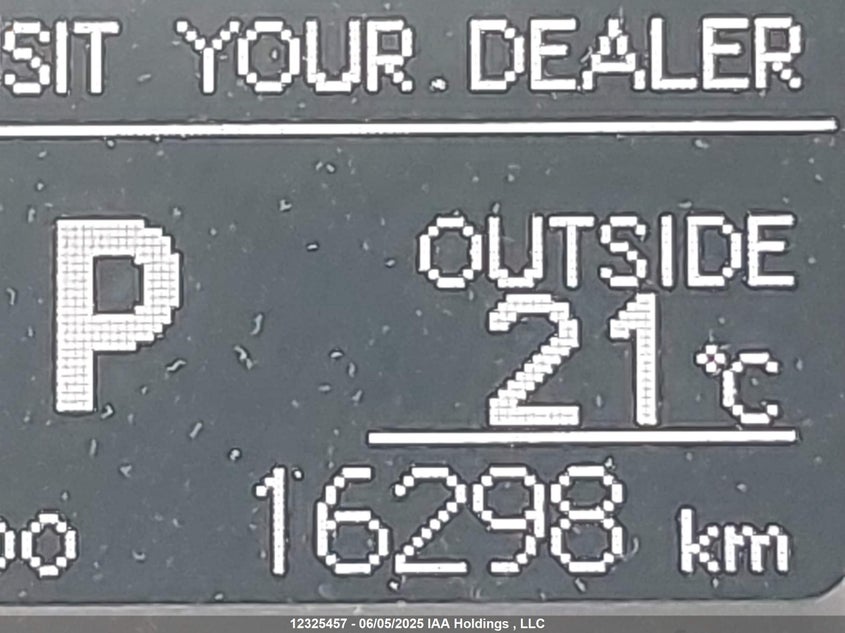 SIT YOUR DEALER
P
OUTSIDE
21°C
16298 km
12325457 - 06/05/2025 IAA Holdings , LLC